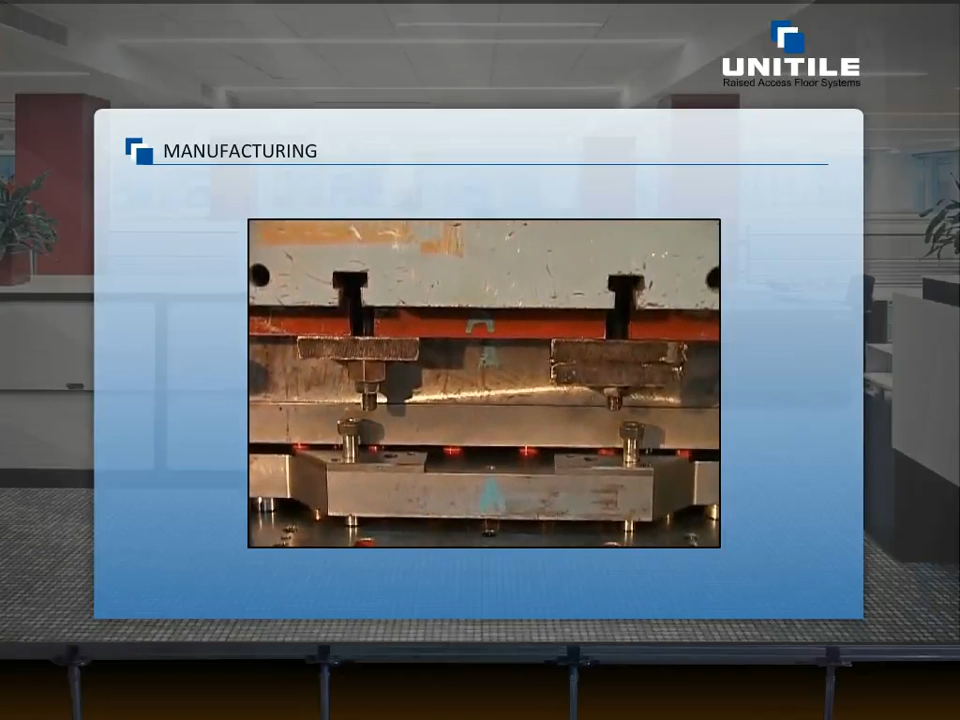 UNITILE
Raised Access Floor Systems
MANUFACTURING
A
A